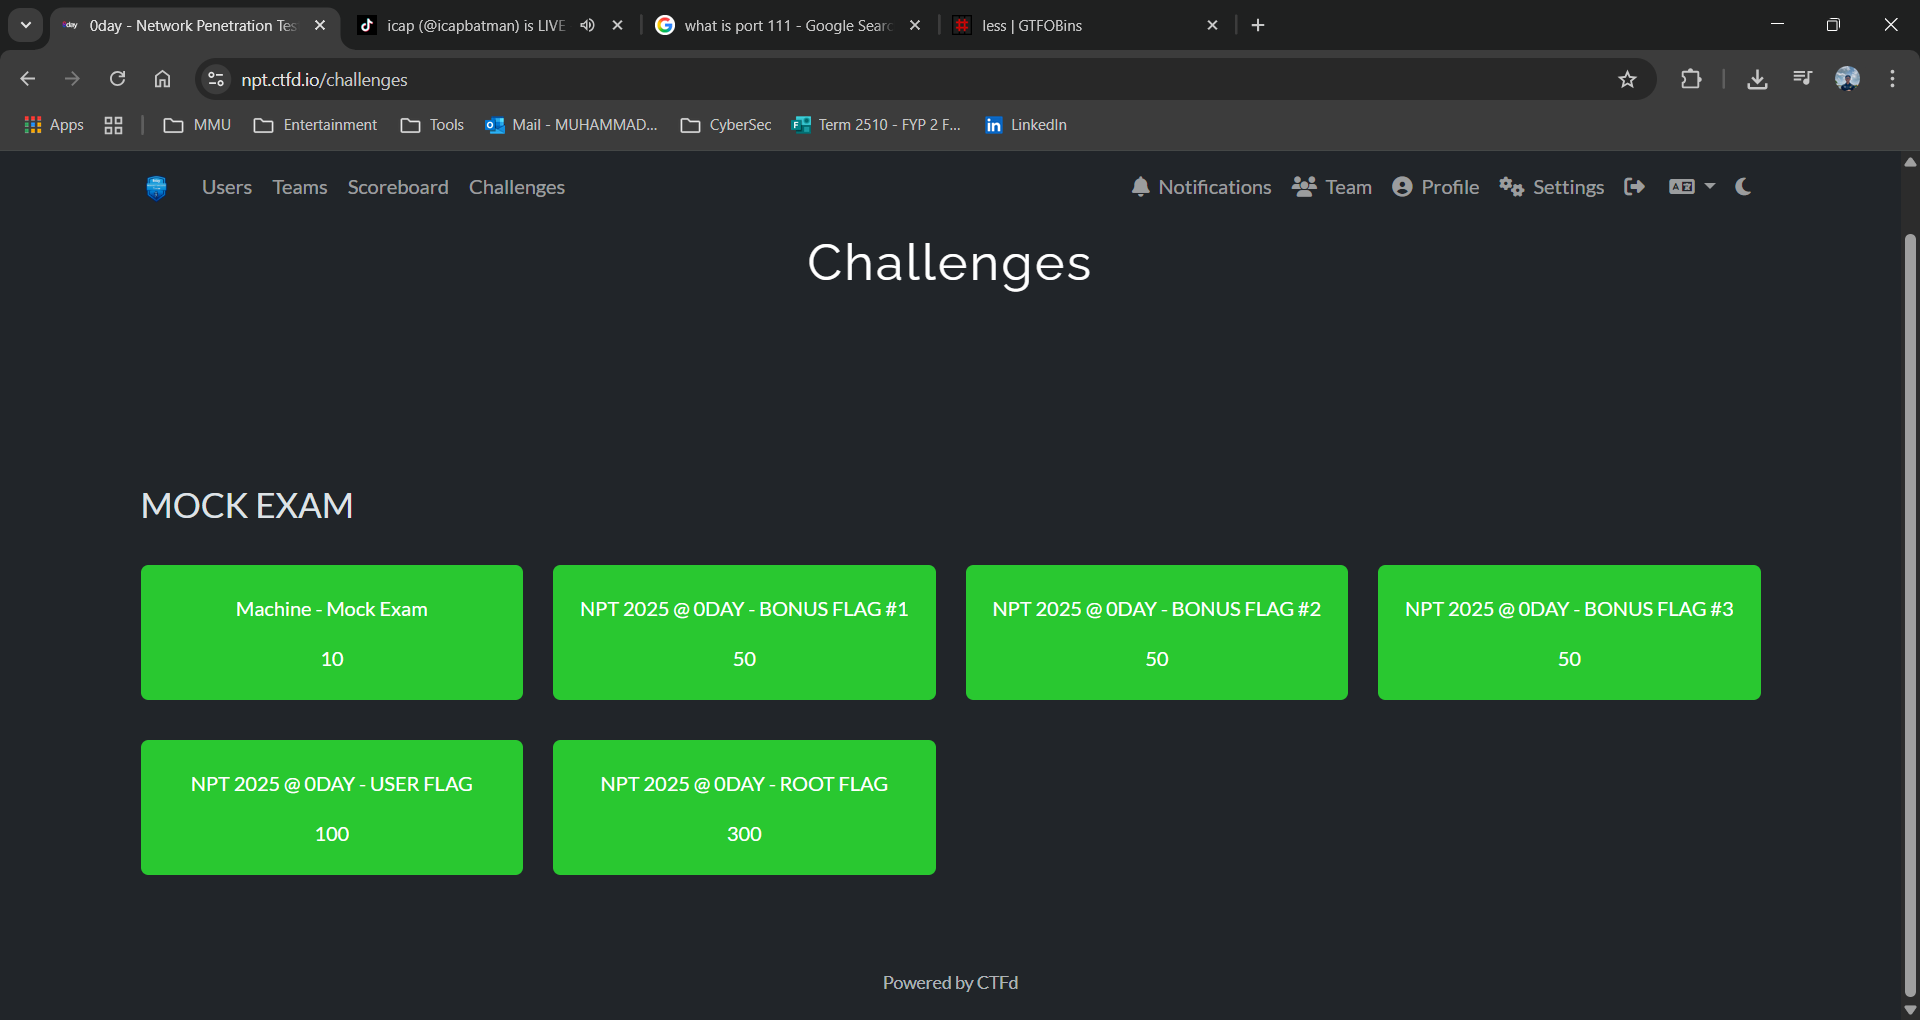 0day - Network Penetration Tes
icap (@icapbatman) is LIVE
what is port 111 - Google Searc
less | GTFOBins
npt.ctfd.io/challenges
Apps
MMU
Entertainment
Tools
Mail - MUHAMMAD...
CyberSec
Term 2510 - FYP 2 F...
LinkedIn
Users
Teams
Scoreboard
Challenges
Notifications
Team
Profile
Settings
Challenges
MOCK EXAM
Machine - Mock Exam
10
NPT 2025 @ 0DAY - BONUS FLAG #1
50
NPT 2025 @ 0DAY - BONUS FLAG #2
50
NPT 2025 @ 0DAY - BONUS FLAG #3
50
NPT 2025 @ 0DAY - USER FLAG
100
NPT 2025 @ 0DAY - ROOT FLAG
300
Powered by CTFd